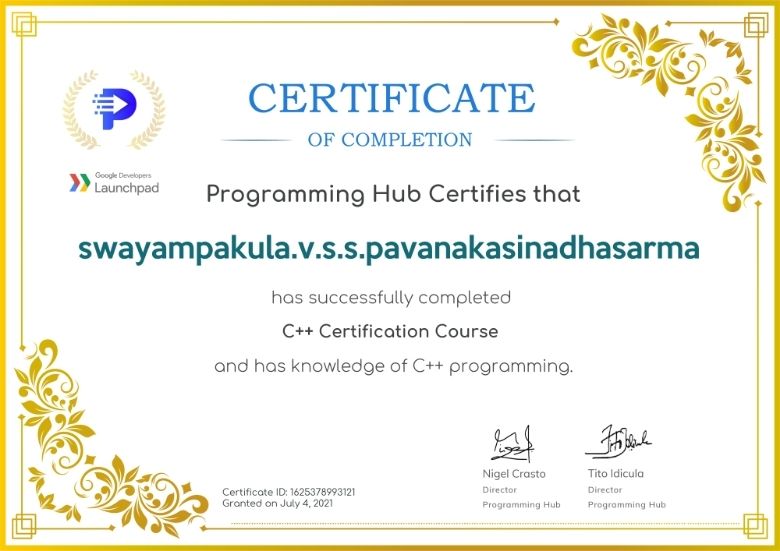 CERTIFICATE
OF COMPLETION
Google Developers
Launchpad
Programming Hub Certifies that
swayampakula.v.s.s.pavanakasinadhasarma
has successfully completed
C++ Certification Course
and has knowledge of C++ programming.
Nigel Crasto
Director
Programming Hub
Tito Idicula
Director
Programming Hub
Certificate ID: 1625378993121
Granted on July 4, 2021